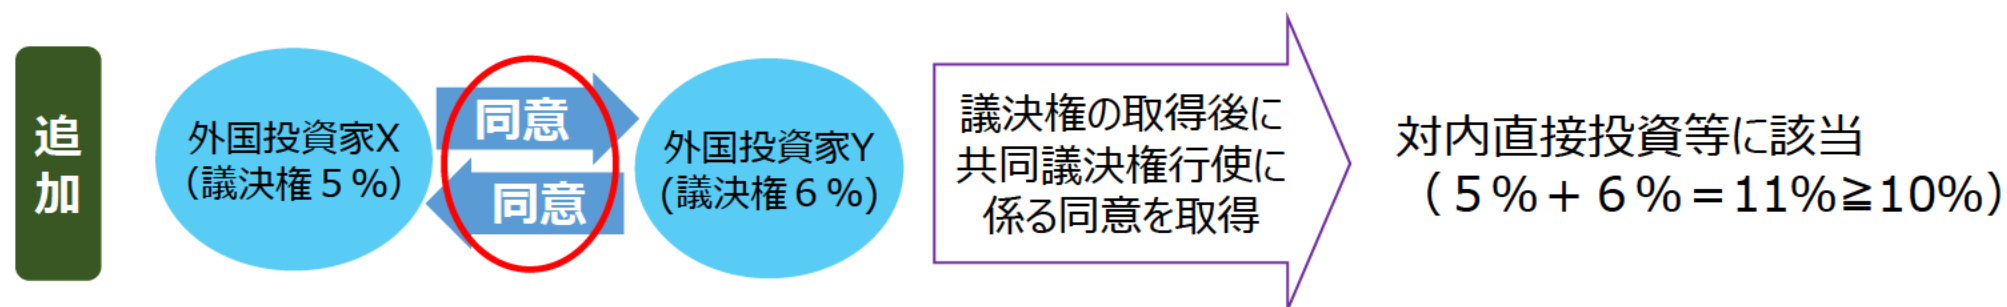 追
加
外国投資家X
（議決権５%）
同意
同意
外国投資家Y
(議決権６%)
議決権の取得後に
共同議決権行使に
係る同意を取得
対内直接投資等に該当
（５%＋６%＝11%≧10%）